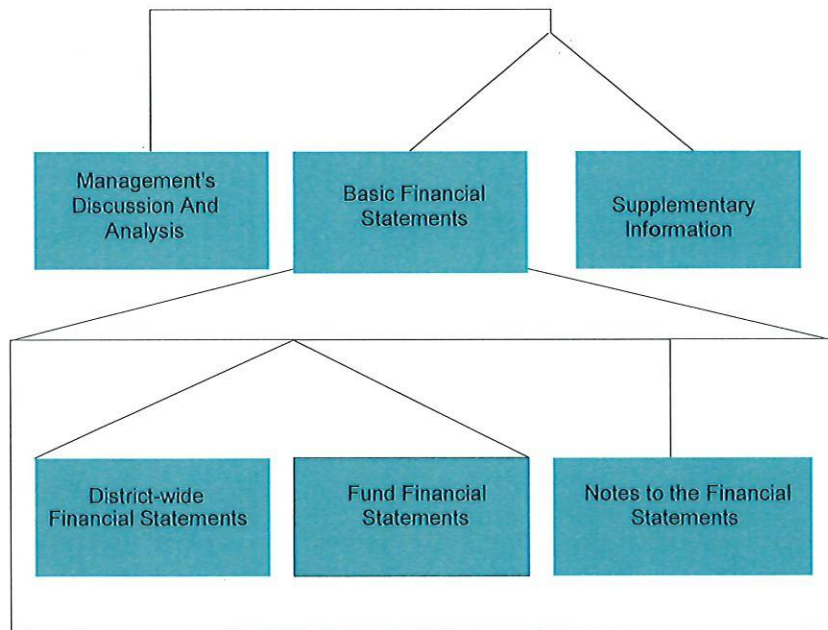 Management's
Discussion And
Analysis
Basic Financial
Statements
Supplementary
Information
District-wide
Financial Statements
Fund Financial
Statements
Notes to the Financial
Statements